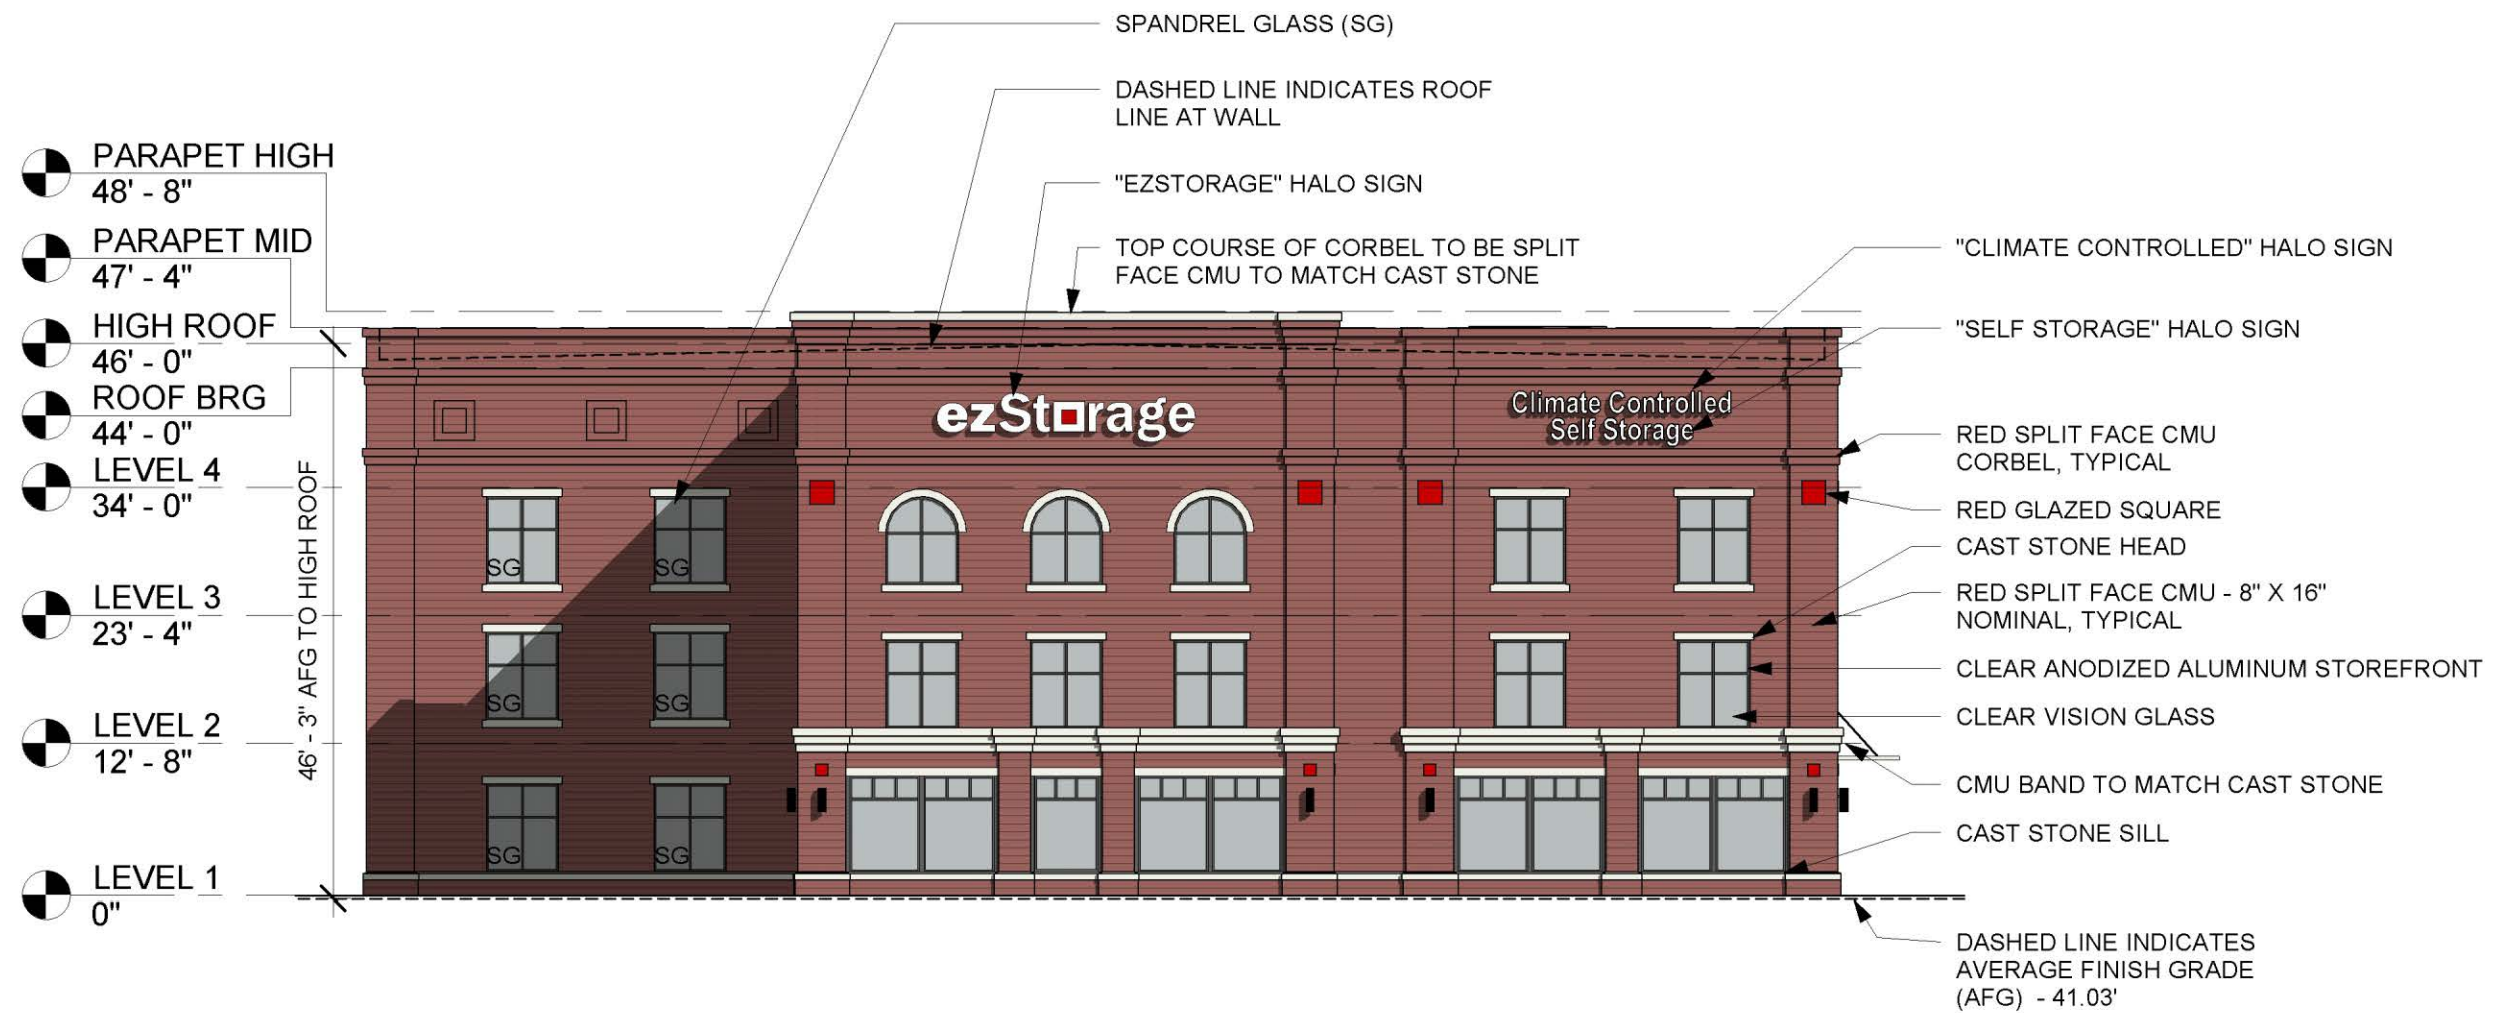 SPANDREL GLASS (SG)
DASHED LINE INDICATES ROOF
LINE AT WALL
"EZSTORAGE" HALO SIGN
TOP COURSE OF CORBEL TO BE SPLIT
FACE CMU TO MATCH CAST STONE
PARAPET HIGH
48' - 8"
PARAPET MID
47' - 4"
HIGH ROOF
46' - 0"
ROOF BRG
44' - 0"
LEVEL 4
34' - 0"
LEVEL 3
23' - 4"
LEVEL 2
12' - 8"
LEVEL 1
0"
46' - 3" AFG TO HIGH ROOF
ezStorage
Climate Controlled
Self Storage
SG
SG
SG
SG
SG
SG
"CLIMATE CONTROLLED" HALO SIGN
"SELF STORAGE" HALO SIGN
RED SPLIT FACE CMU
CORBEL, TYPICAL
RED GLAZED SQUARE
CAST STONE HEAD
RED SPLIT FACE CMU - 8" X 16"
NOMINAL, TYPICAL
CLEAR ANODIZED ALUMINUM STOREFRONT
CLEAR VISION GLASS
CMU BAND TO MATCH CAST STONE
CAST STONE SILL
DASHED LINE INDICATES
AVERAGE FINISH GRADE
(AFG) - 41.03'